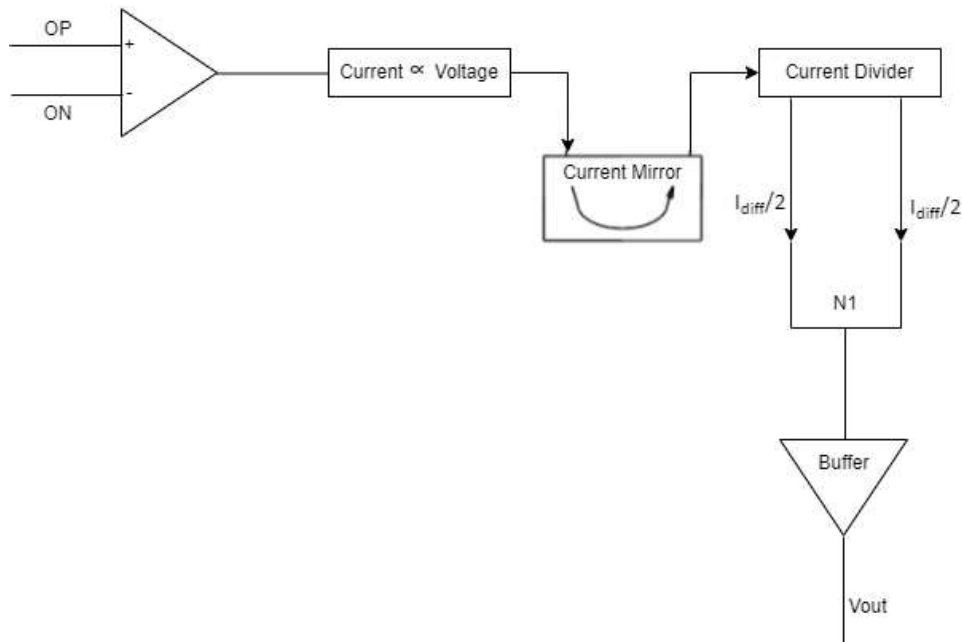 OP
+
Current ∝ Voltage
Current Divider
-
ON
Current Mirror
I_diff/2
I_diff/2
N1
Buffer
Vout